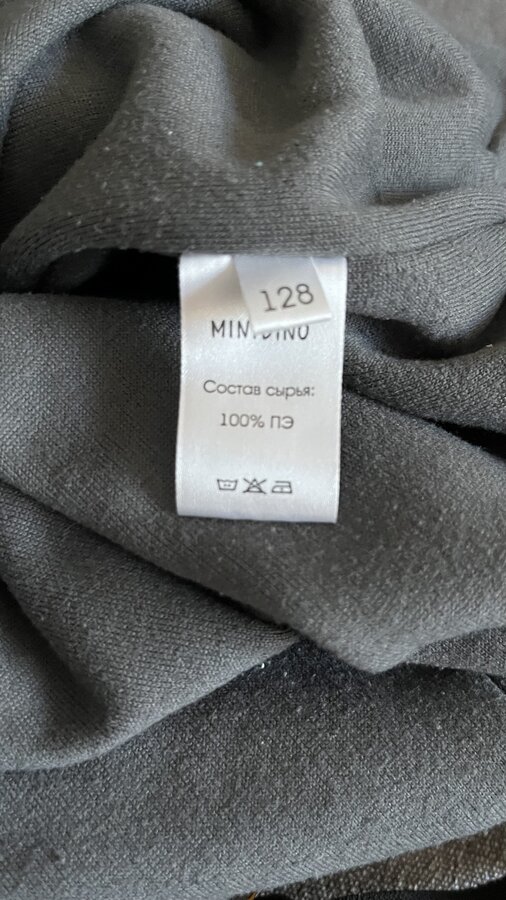 128
MINIDINO
Состав сырья:
100% ПЭ